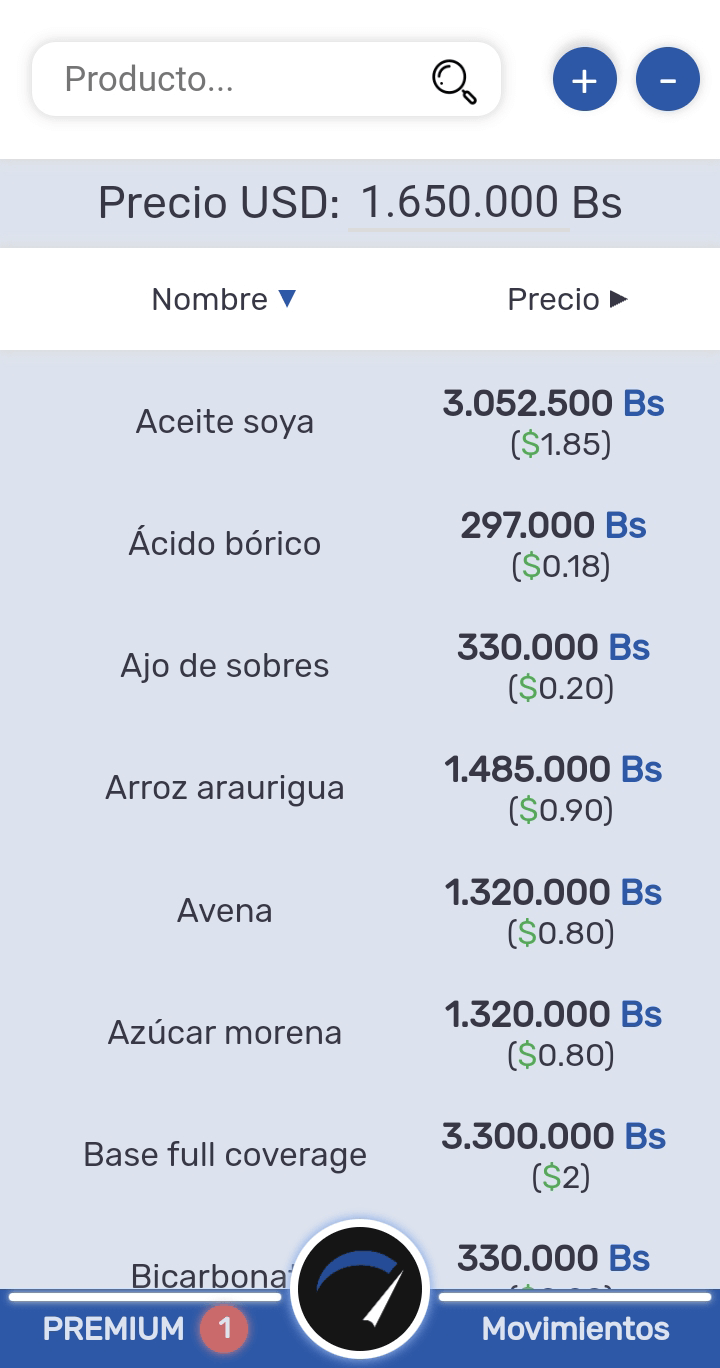 Producto...
+ -
Precio USD: 1.650.000 Bs
Nombre ▼ Precio ►
Aceite soya
3.052.500 Bs
($1.85)
Ácido bórico
297.000 Bs
($0.18)
Ajo de sobres
330.000 Bs
($0.20)
Arroz araurigua
1.485.000 Bs
($0.90)
Avena
1.320.000 Bs
($0.80)
Azúcar morena
1.320.000 Bs
($0.80)
Base full coverage
3.300.000 Bs
($2)
330.000 Bs
PREMIUM 1
Movimientos